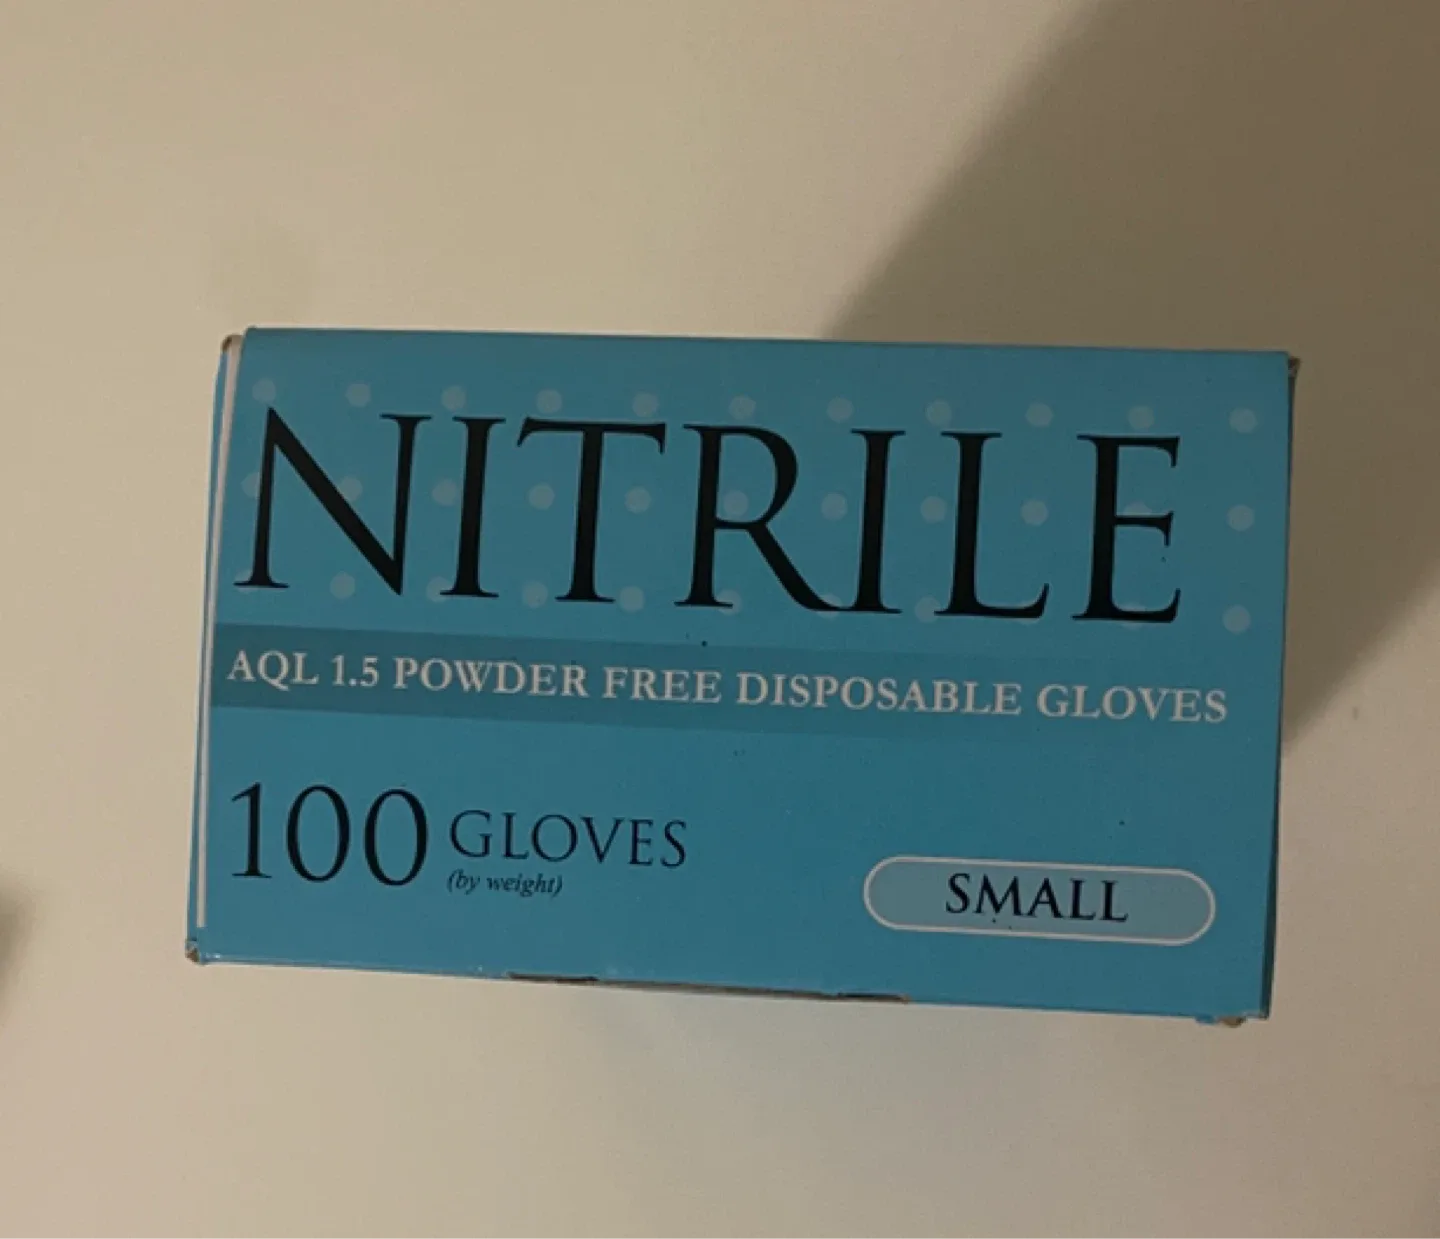 NITRILE
AQL 1.5 POWDER FREE DISPOSABLE GLOVES
100 GLOVES
(by weight)
SMALL